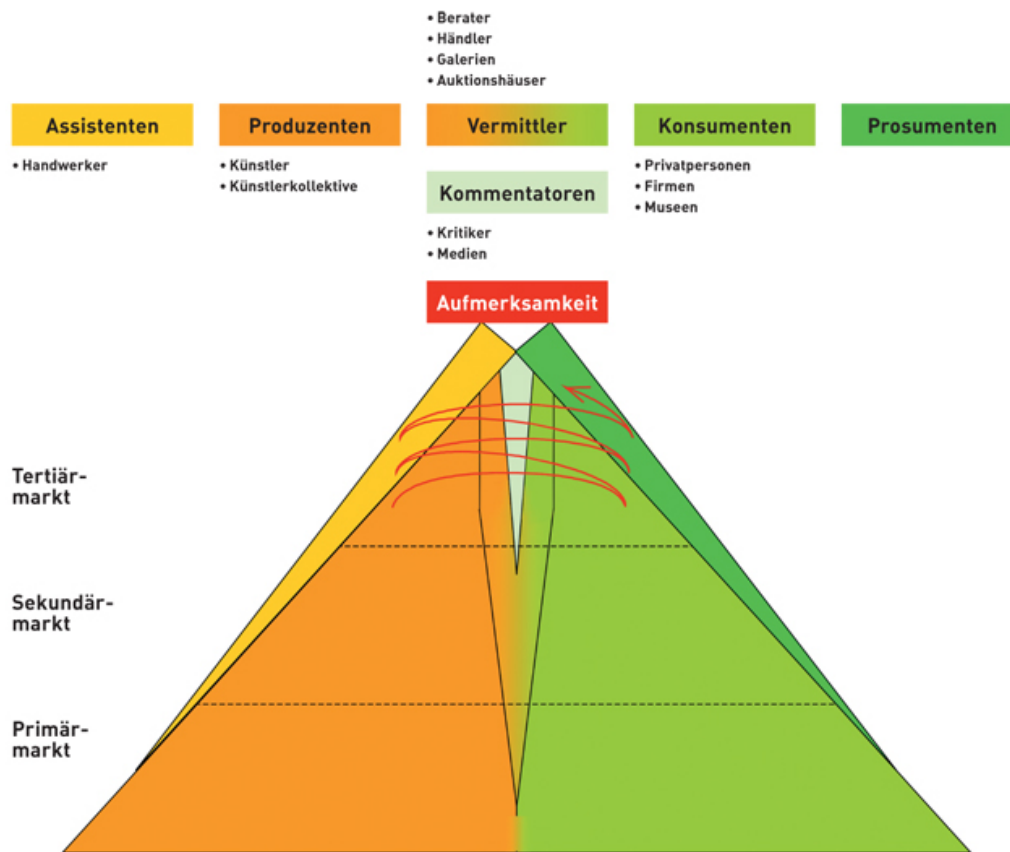 • Berater
• Händler
• Galerien
• Auktionshäuser
Assistenten
Produzenten
Vermittler
Konsumenten
Prosumenten
• Handwerker
• Künstler
• Künstlerkollektive
• Privatpersonen
• Firmen
• Museen
Kommentatoren
• Kritiker
• Medien
Aufmerksamkeit
Tertiär-
markt
Sekundär-
markt
Primär-
markt